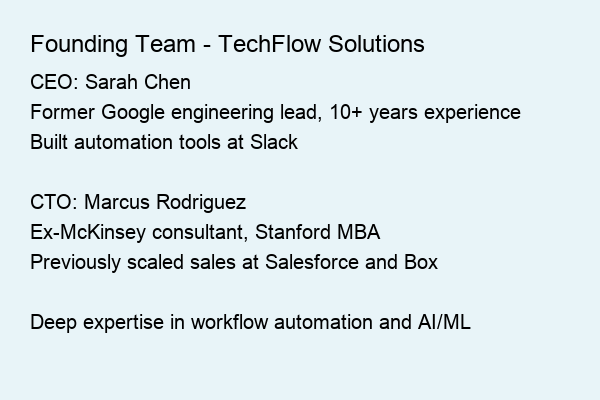 Founding Team - TechFlow Solutions
CEO: Sarah Chen
Former Google engineering lead, 10+ years experience
Built automation tools at Slack
CTO: Marcus Rodriguez
Ex-McKinsey consultant, Stanford MBA
Previously scaled sales at Salesforce and Box
Deep expertise in workflow automation and AI/ML